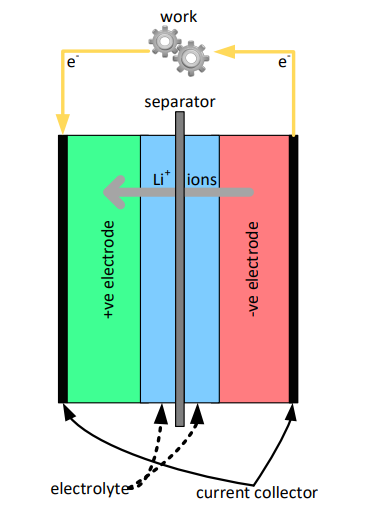 work
e-
e-
separator
Li+ ions
+ve electrode
-ve electrode
electrolyte
current collector